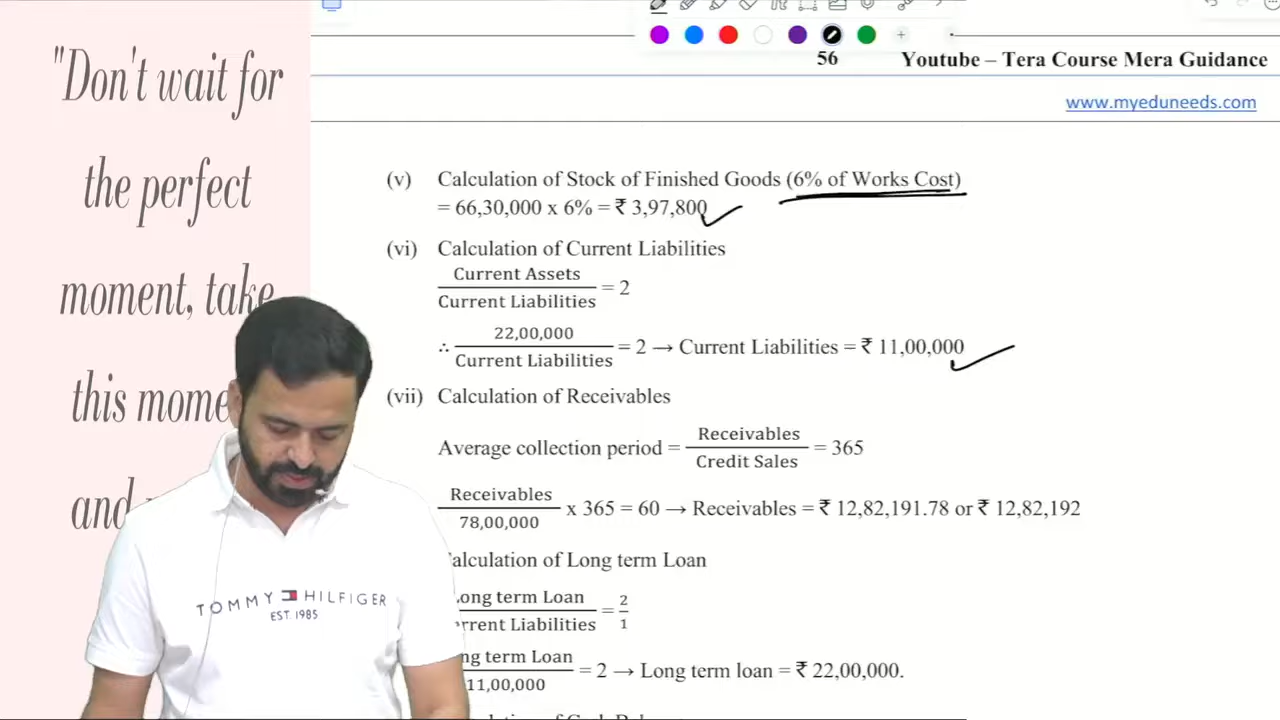 "Don't wait for
the perfect
moment, take
this mome
and
56 Youtube – Tera Course Mera Guidance
www.myeduneeds.com
(v) Calculation of Stock of Finished Goods (6% of Works Cost)
= 66,30,000 x 6% = ₹ 3,97,800
(vi) Calculation of Current Liabilities
Current Assets
Current Liabilities = 2
∴ 22,00,000
Current Liabilities = 2 → Current Liabilities = ₹ 11,00,000
(vii) Calculation of Receivables
Average collection period = Receivables
Credit Sales = 365
Receivables
78,00,000 x 365 = 60 → Receivables = ₹ 12,82,191.78 or ₹ 12,82,192
alculation of Long term Loan
ong term Loan
rrent Liabilities = 2
1
ng term Loan
11,00,000 = 2 → Long term loan = ₹ 22,00,000.
TOMMY HILFIGER
EST. 1985